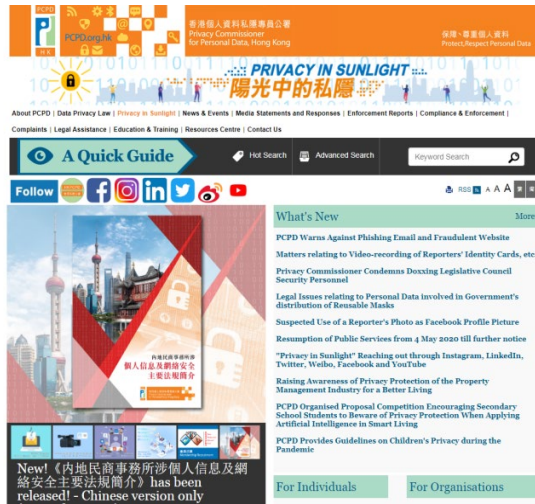 PCPD
PCPD.org.hk
H K
香港個人資料私隱專員公署
Privacy Commissioner
for Personal Data, Hong Kong
保障、尊重個人資料
Protect, Respect Personal Data
PRIVACY IN SUNLIGHT
陽光中的私隱
About PCPD | Data Privacy Law | Privacy in Sunlight | News & Events | Media Statements and Responses | Enforcement Reports | Compliance & Enforcement |
Complaints | Legal Assistance | Education & Training | Resources Centre | Contact Us
A Quick Guide
Hot Search
Advanced Search
Keyword Search
Follow
RSS
A A A
繁
What's New
More
PCPD Warns Against Phishing Email and Fraudulent Website
Matters relating to Video-recording of Reporters' Identity Cards, etc.
Privacy Commissioner Condemns Doxxing Legislative Council
Security Personnel
Legal Issues relating to Personal Data involved in Government's
distribution of Reusable Masks
Suspected Use of a Reporter's Photo as Facebook Profile Picture
Resumption of Public Services from 4 May 2020 till further notice
"Privacy in Sunlight" Reaching out through Instagram, LinkedIn,
Twitter, Weibo, Facebook and YouTube
Raising Awareness of Privacy Protection of the Property
Management Industry for a Better Living
PCPD Organised Proposal Competition Encouraging Secondary
School Students to Beware of Privacy Protection When Applying
Artificial Intelligence in Smart Living
PCPD Provides Guidelines on Children's Privacy during the
Pandemic
內地民商事務所涉
個人信息及網絡安全
主要法規簡介
New!《內地民商事務所涉個人信息及網
絡安全主要法規簡介》has been
released! - Chinese version only
For Individuals
For Organisations